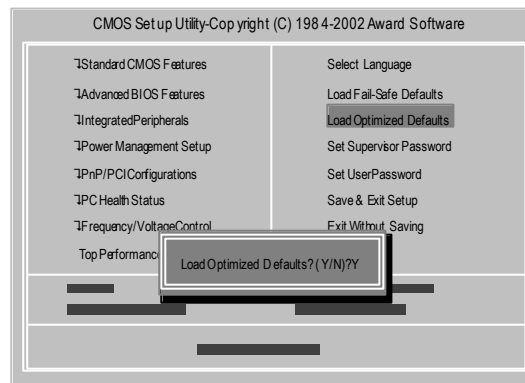 CMOS Setup Utility-Copyright (C) 1984-2002 Award Software
Standard CMOS Features
Advanced BIOS Features
Integrated Peripherals
Power Management Setup
PnP/PCI Configurations
PC Health Status
Frequency/Voltage Control
Top Performance
Select Language
Load Fail-Safe Defaults
Load Optimized Defaults
Set Supervisor Password
Set User Password
Save & Exit Setup
Exit Without Saving
Load Optimized Defaults? (Y/N)?Y